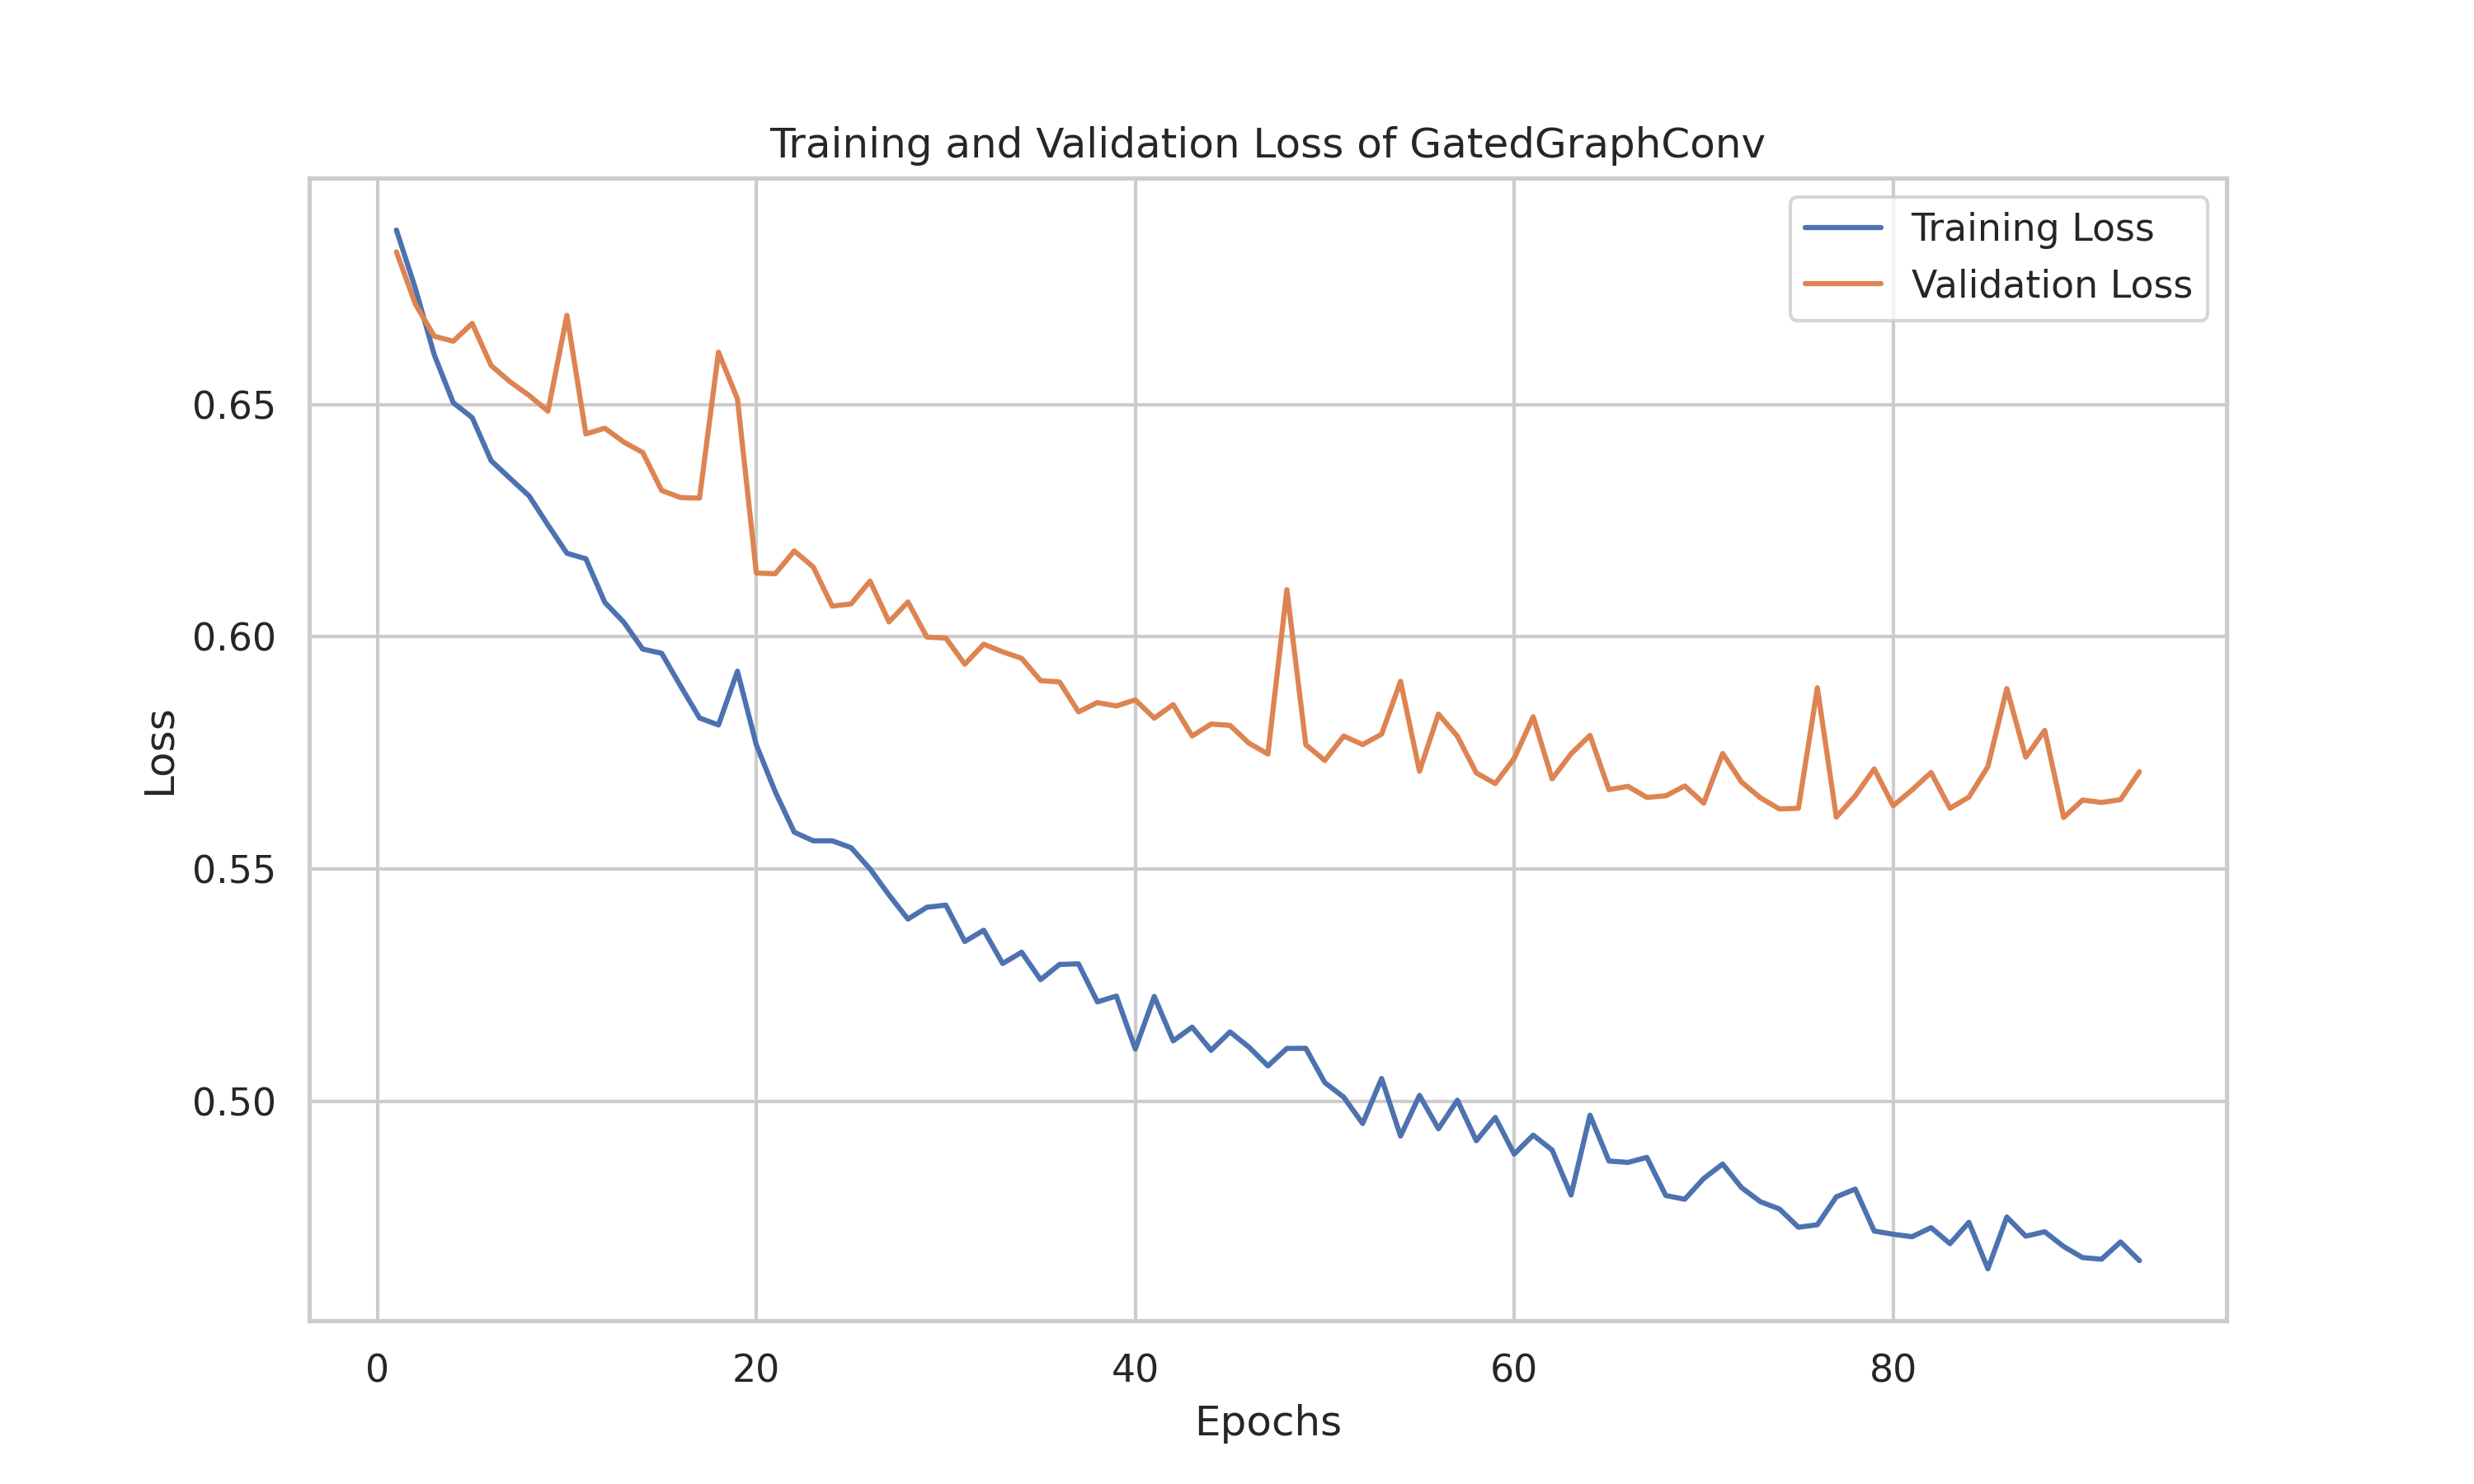 Training and Validation Loss of GatedGraphConv
Training Loss
Validation Loss
0.65
0.60
0.55
0.50
Loss
0 20 40 60 80
Epochs